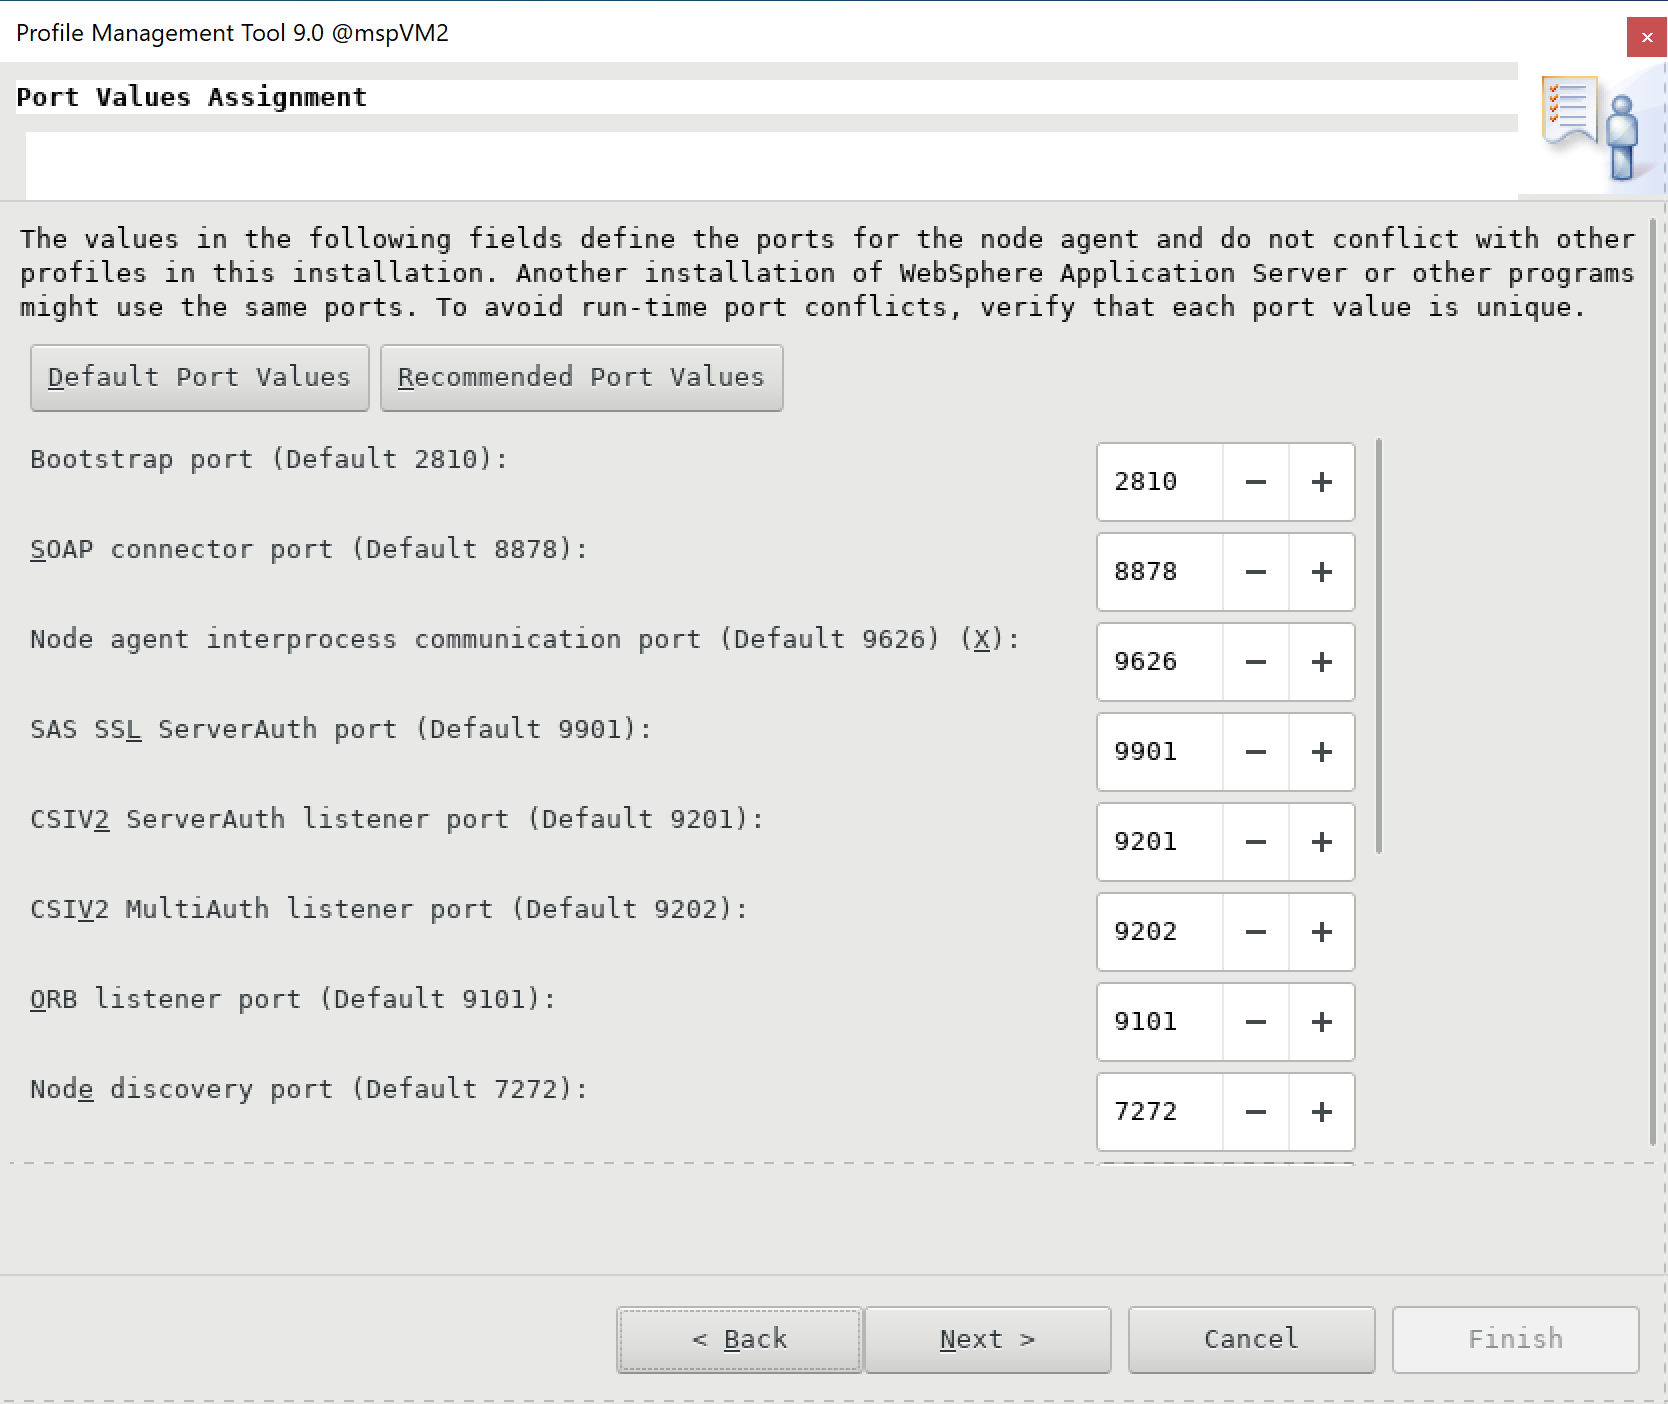 Profile Management Tool 9.0 @mspVM2
×
Port Values Assignment
The values in the following fields define the ports for the node agent and do not conflict with other
profiles in this installation. Another installation of WebSphere Application Server or other programs
might use the same ports. To avoid run-time port conflicts, verify that each port value is unique.
Default Port Values Recommended Port Values
Bootstrap port (Default 2810): 2810 − +
SOAP connector port (Default 8878): 8878 − +
Node agent interprocess communication port (Default 9626) (X): 9626 − +
SAS SSL ServerAuth port (Default 9901): 9901 − +
CSIV2 ServerAuth listener port (Default 9201): 9201 − +
CSIV2 MultiAuth listener port (Default 9202): 9202 − +
ORB listener port (Default 9101): 9101 − +
Node discovery port (Default 7272): 7272 − +
< Back Next > Cancel Finish